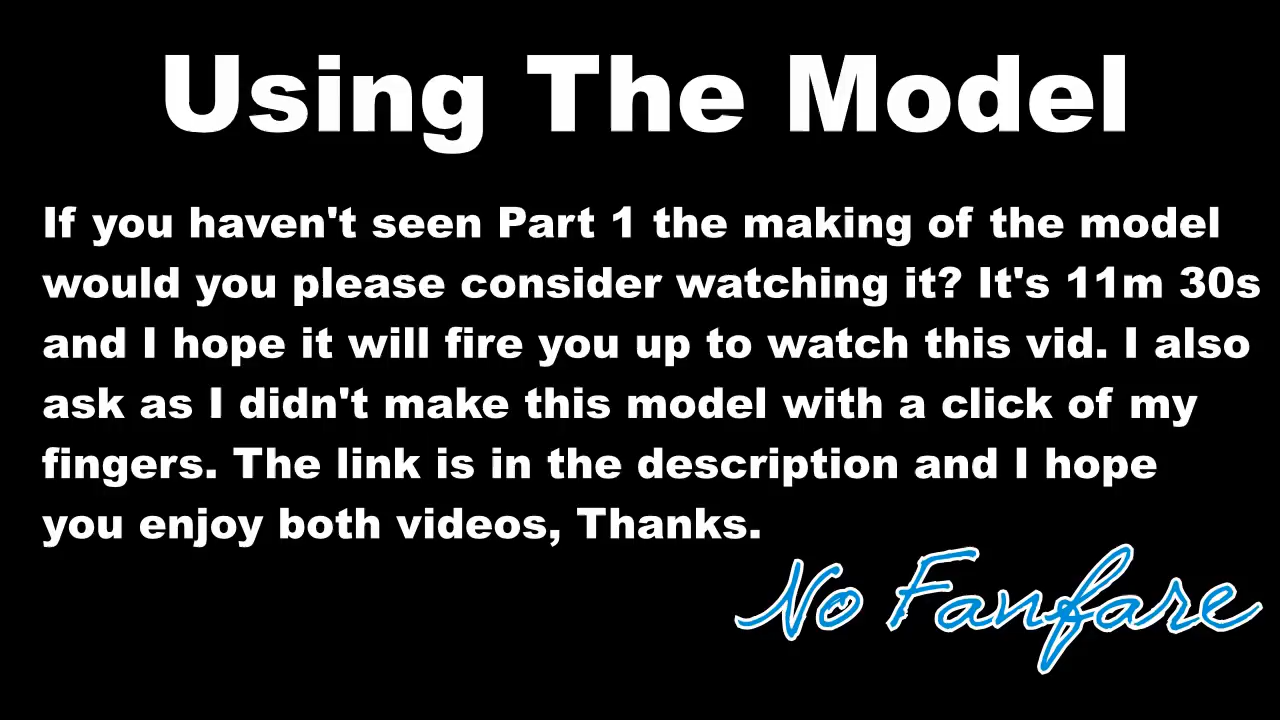 Using The Model
If you haven't seen Part 1 the making of the model
would you please consider watching it? It's 11m 30s
and I hope it will fire you up to watch this vid. I also
ask as I didn't make this model with a click of my
fingers. The link is in the description and I hope
you enjoy both videos, Thanks.
No Fanfare